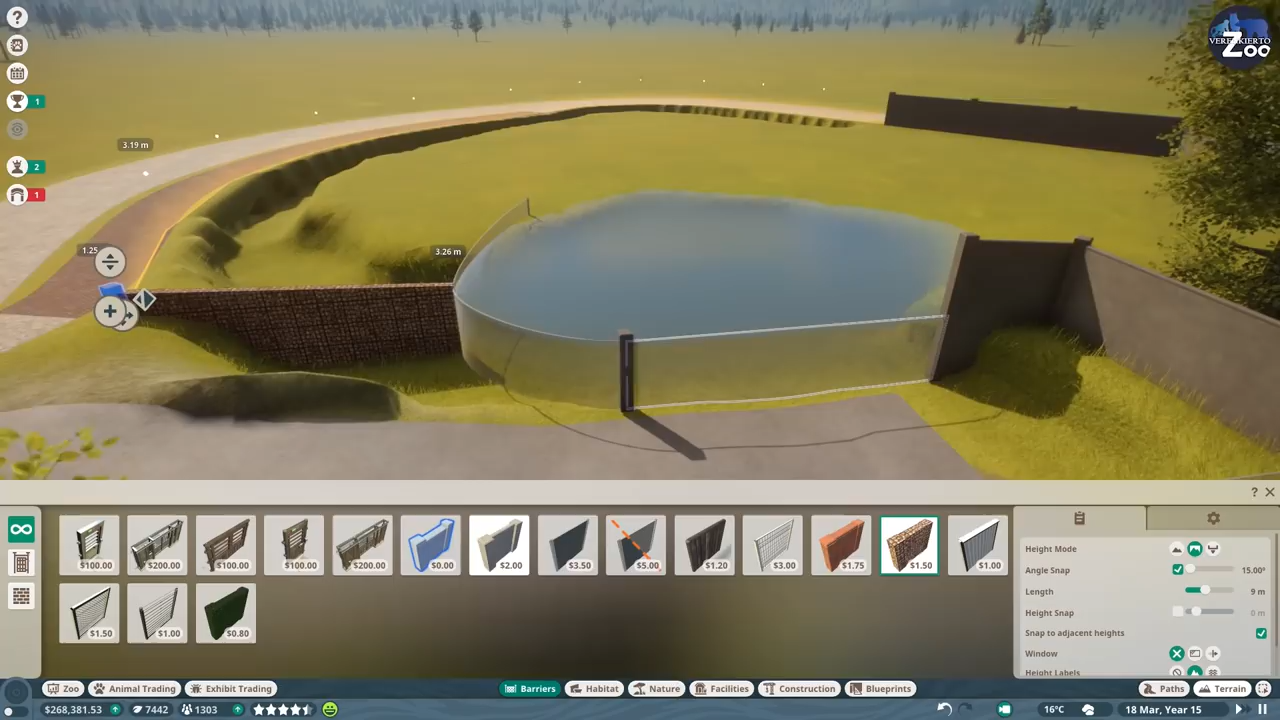 VERFKIERTO
Zoo
?
1
2
1
3.19 m
1.25
3.26 m
? ×
$100.00
$200.00
$100.00
$100.00
$200.00
$0.00
$2.00
$3.50
$5.00
$1.20
$3.00
$1.75
$1.50
$1.00
$1.50
$1.00
$0.80
Height Mode
Angle Snap 15.00°
Length 9 m
Height Snap 0 m
Snap to adjacent heights
Window
Height Labels
Zoo Animal Trading Exhibit Trading Barriers Habitat Nature Facilities Construction Blueprints Paths Terrain
$268,381.53 7442 1303 16°C 18 Mar, Year 15